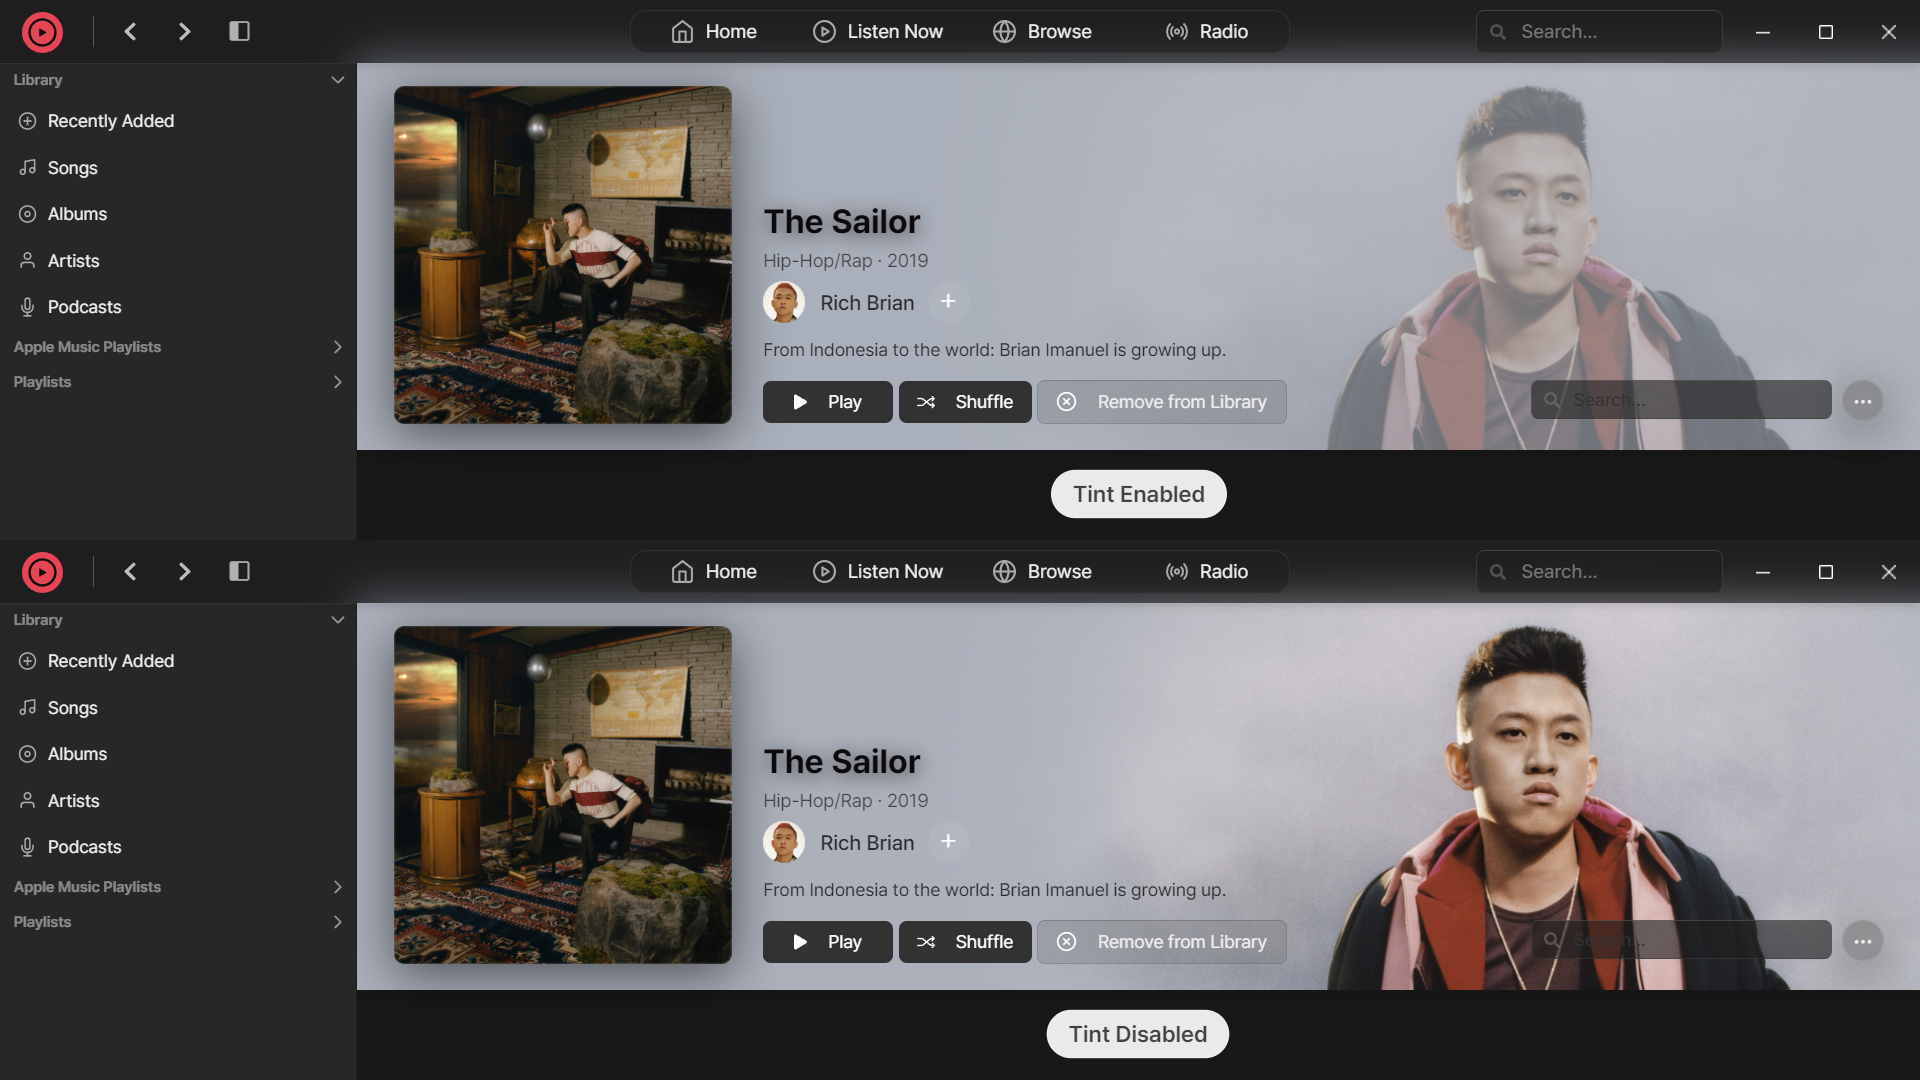 Home
Listen Now
Browse
Radio
Search...
Library
Recently Added
Songs
Albums
Artists
Podcasts
Apple Music Playlists
Playlists
The Sailor
Hip-Hop/Rap · 2019
Rich Brian
From Indonesia to the world: Brian Imanuel is growing up.
Play
Shuffle
Remove from Library
Search...
Tint Enabled
Home
Listen Now
Browse
Radio
Search...
Library
Recently Added
Songs
Albums
Artists
Podcasts
Apple Music Playlists
Playlists
The Sailor
Hip-Hop/Rap · 2019
Rich Brian
From Indonesia to the world: Brian Imanuel is growing up.
Play
Shuffle
Remove from Library
Search...
Tint Disabled